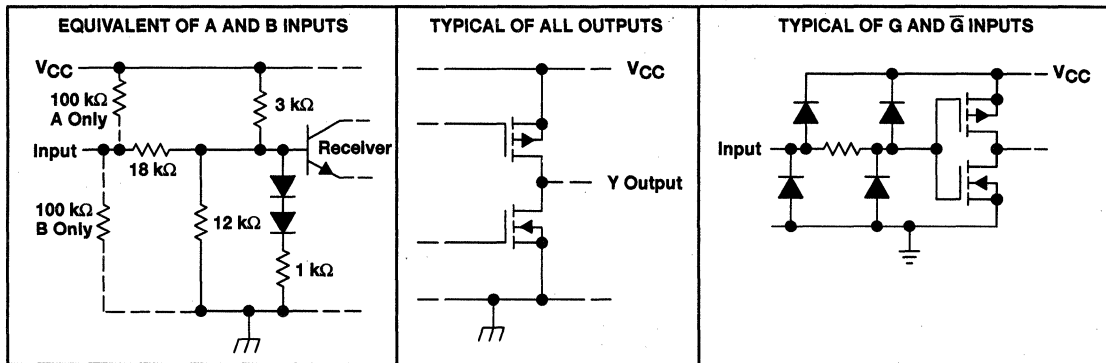 EQUIVALENT OF A AND B INPUTS
VCC
100 kΩ
A Only
3 kΩ
Input
18 kΩ
Receiver
100 kΩ
B Only
12 kΩ
1 kΩ
TYPICAL OF ALL OUTPUTS
VCC
Y Output
TYPICAL OF G AND G̅ INPUTS
VCC
Input